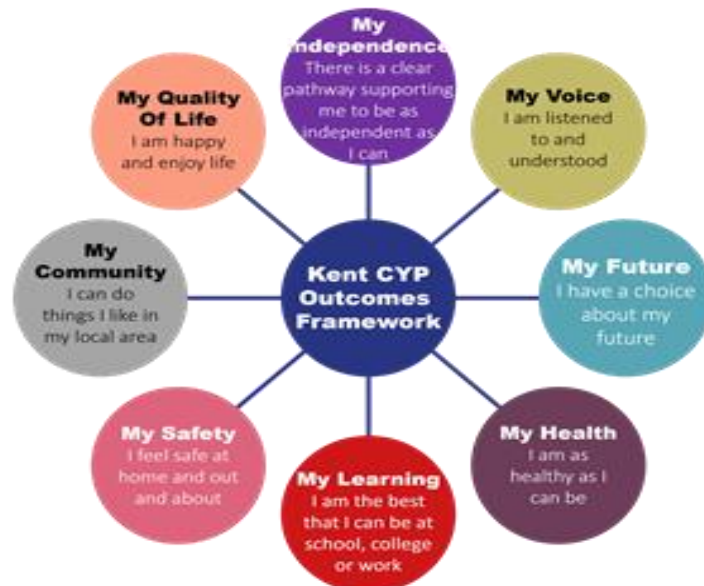 My
Independence
There is a clear
pathway supporting
me to be as
independent as
I can
My Voice
I am listened
to and
understood
My Future
I have a choice
about my
future
My Health
I am as
healthy as I
can be
My Learning
I am the best
that I can be at
school, college
or work
My Safety
I feel safe at
home and out
and about
My
Community
I can do
things I like in
my local area
My Quality
Of Life
I am happy
and enjoy life
Kent CYP
Outcomes
Framework